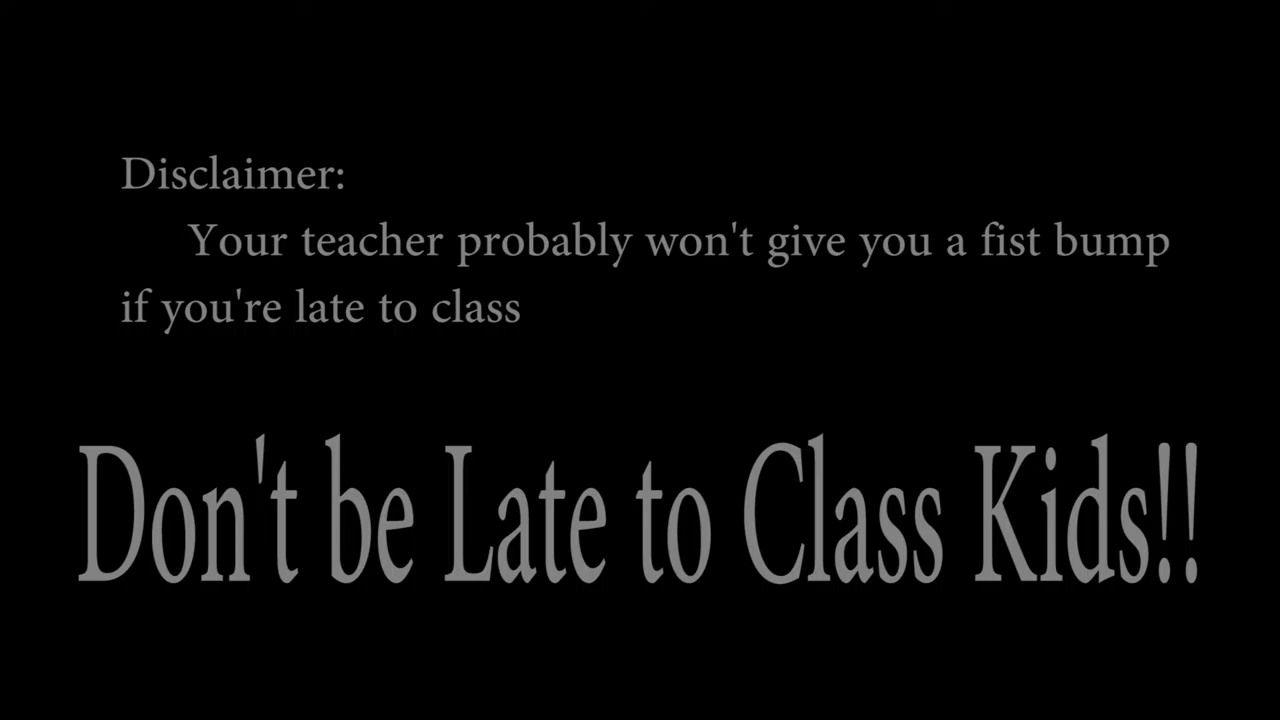 Disclaimer:
Your teacher probably won't give you a fist bump
if you're late to class
Don't be Late to Class Kids!!